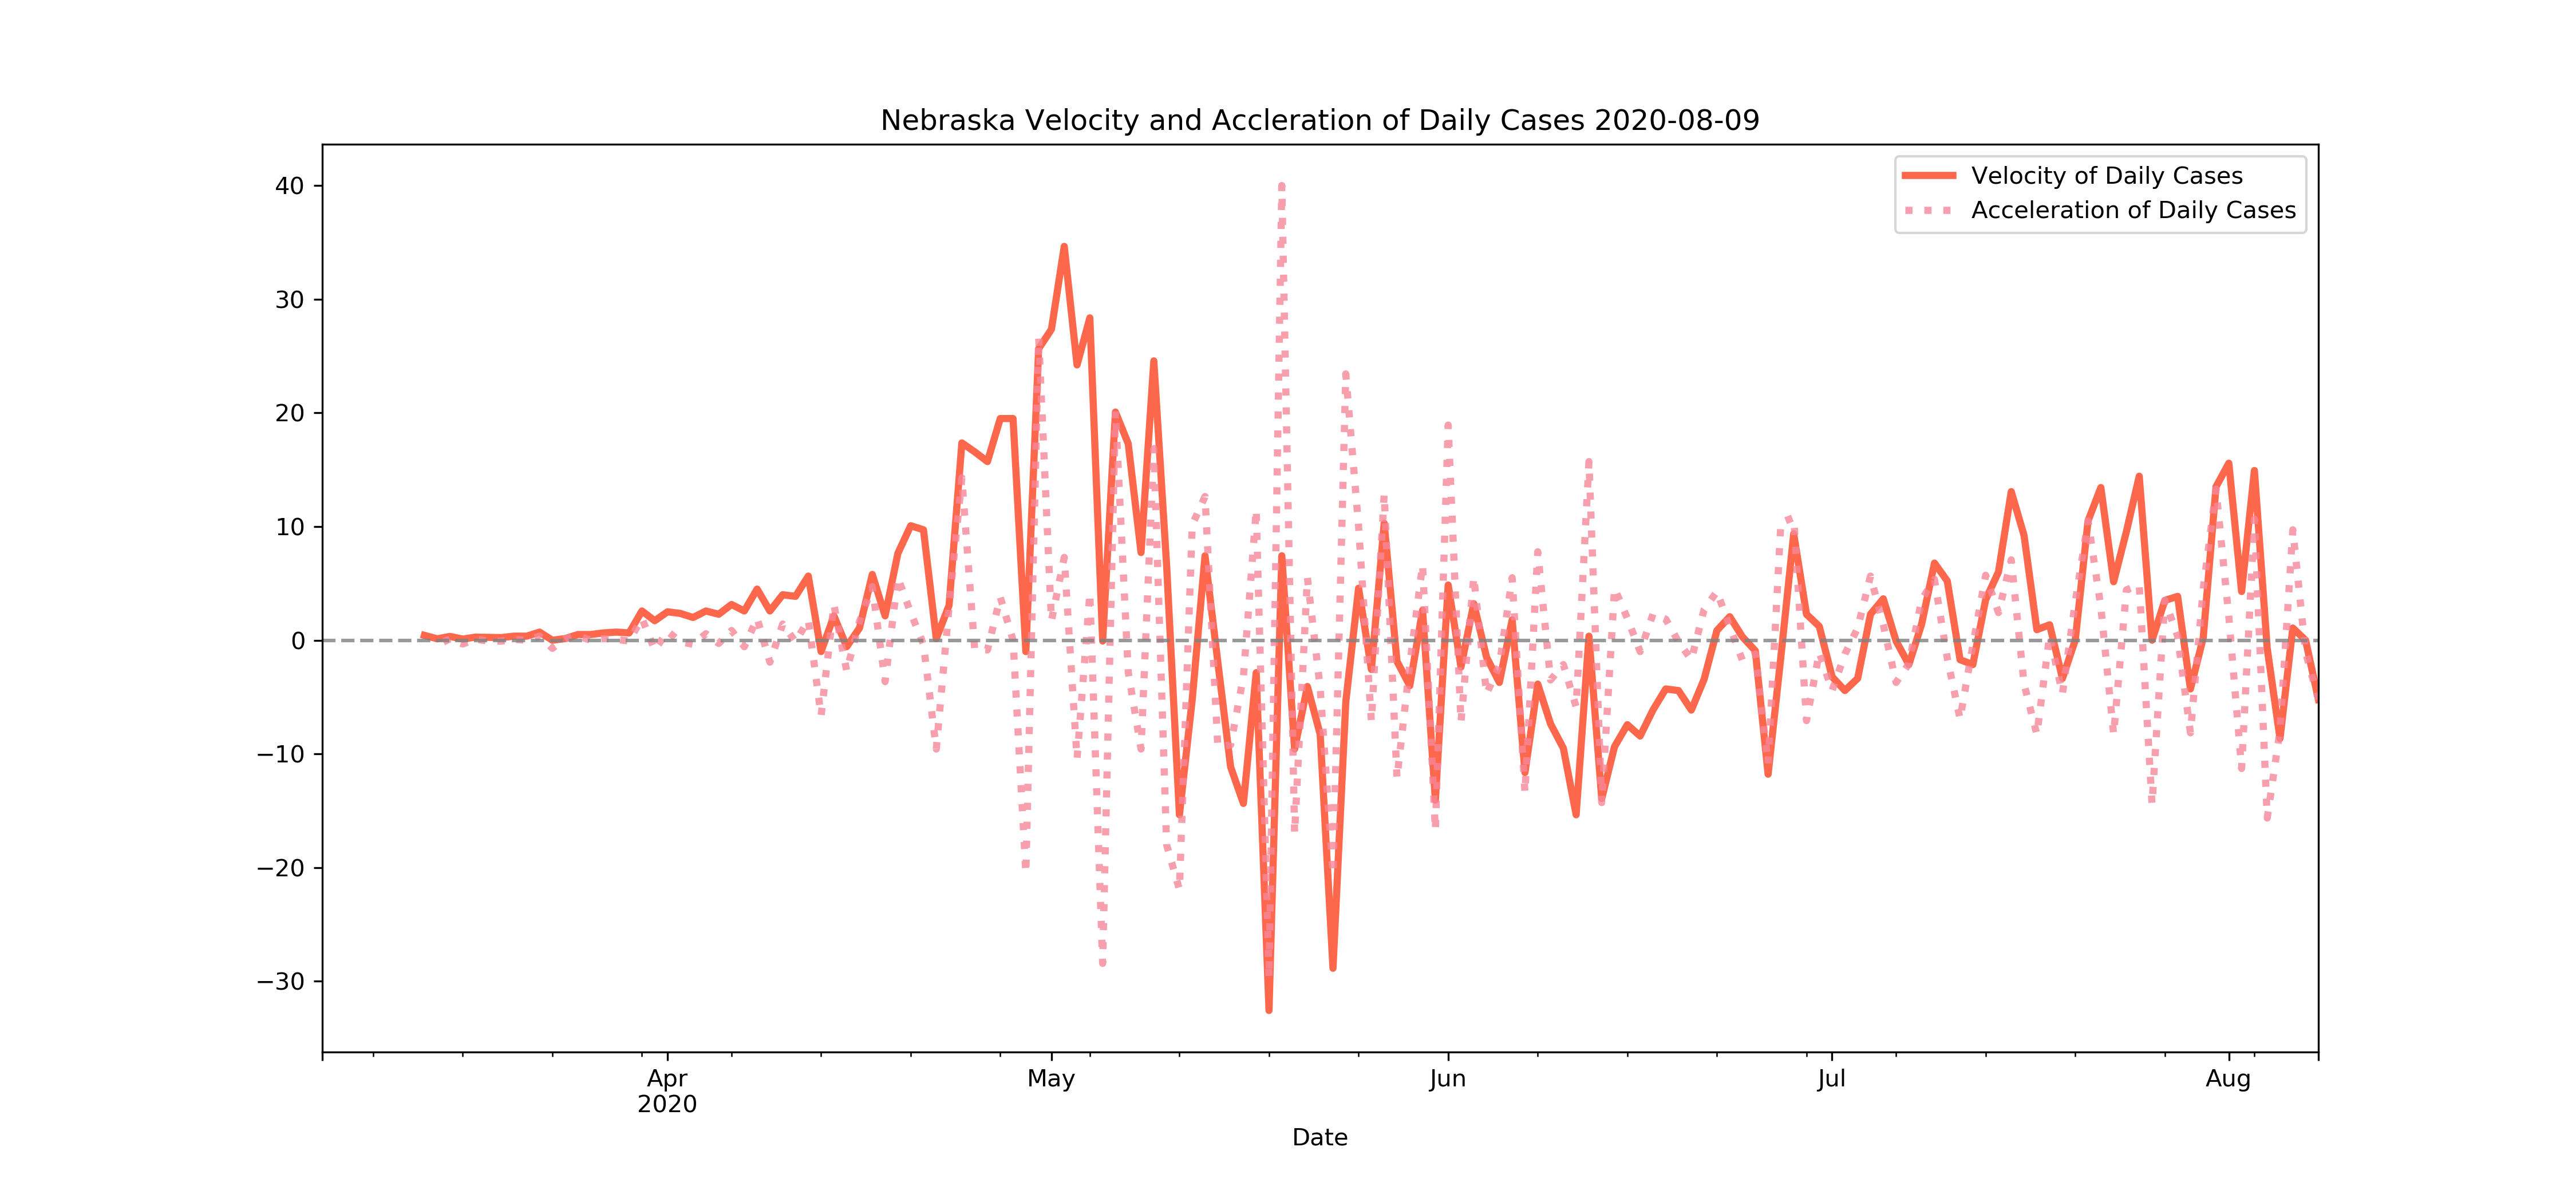 Nebraska Velocity and Accleration of Daily Cases 2020-08-09
Velocity of Daily Cases
Acceleration of Daily Cases
40
30
20
10
0
−10
−20
−30
Apr
2020
May
Jun
Jul
Aug
Date